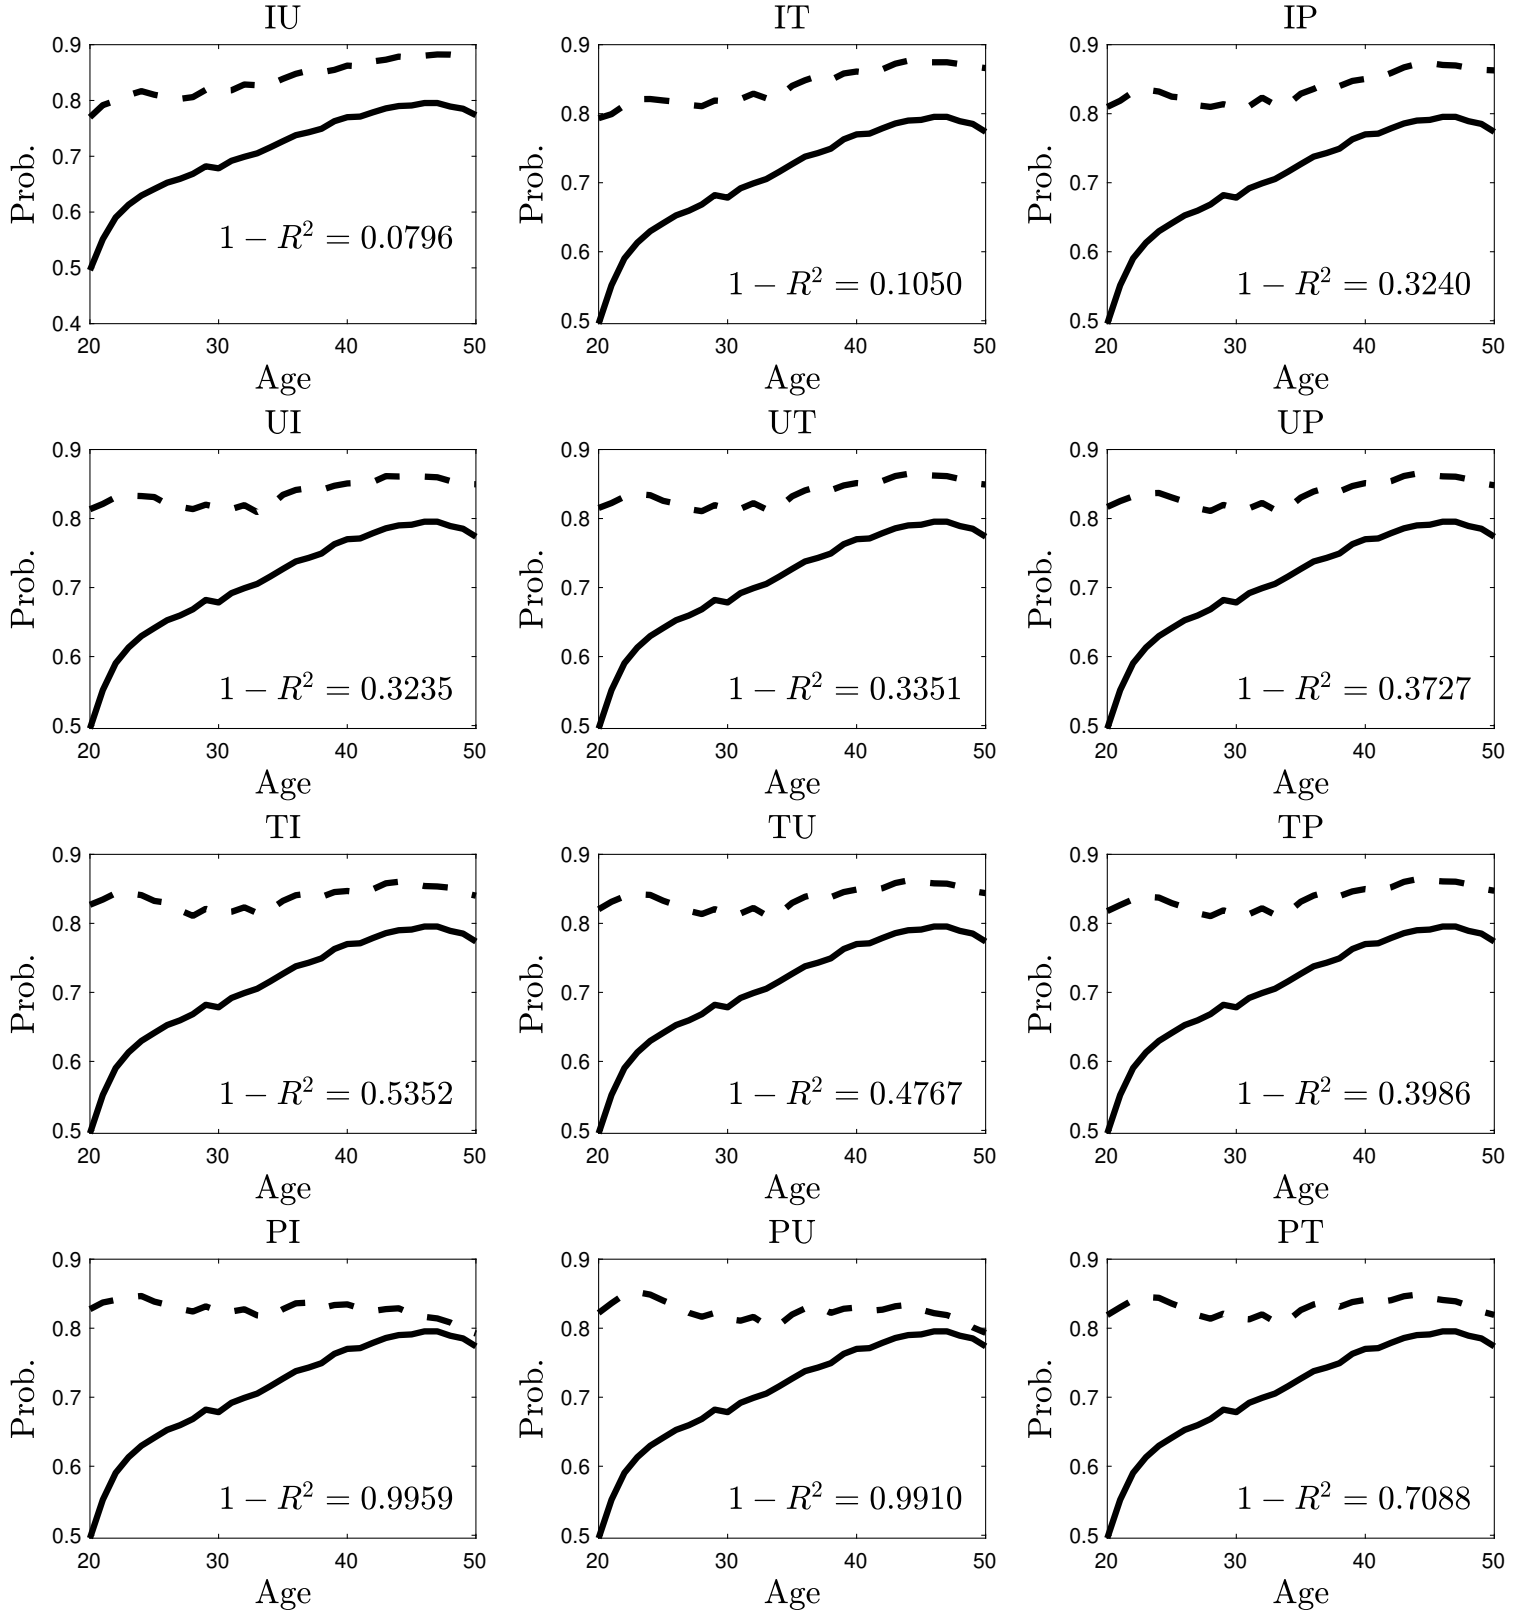 IU IT IP
0.9 0.9 0.9
0.8 0.8 0.8
0.7 0.7 0.7
0.6 0.6 0.6
0.5 0.5 0.5
0.4
Prob. Prob. Prob.
1 − R² = 0.0796 1 − R² = 0.1050 1 − R² = 0.3240
20 30 40 50 20 30 40 50 20 30 40 50
Age Age Age
UI UT UP
0.9 0.9 0.9
0.8 0.8 0.8
0.7 0.7 0.7
0.6 0.6 0.6
0.5 0.5 0.5
Prob. Prob. Prob.
1 − R² = 0.3235 1 − R² = 0.3351 1 − R² = 0.3727
20 30 40 50 20 30 40 50 20 30 40 50
Age Age Age
TI TU TP
0.9 0.9 0.9
0.8 0.8 0.8
0.7 0.7 0.7
0.6 0.6 0.6
0.5 0.5 0.5
Prob. Prob. Prob.
1 − R² = 0.5352 1 − R² = 0.4767 1 − R² = 0.3986
20 30 40 50 20 30 40 50 20 30 40 50
Age Age Age
PI PU PT
0.9 0.9 0.9
0.8 0.8 0.8
0.7 0.7 0.7
0.6 0.6 0.6
0.5 0.5 0.5
Prob. Prob. Prob.
1 − R² = 0.9959 1 − R² = 0.9910 1 − R² = 0.7088
20 30 40 50 20 30 40 50 20 30 40 50
Age Age Age